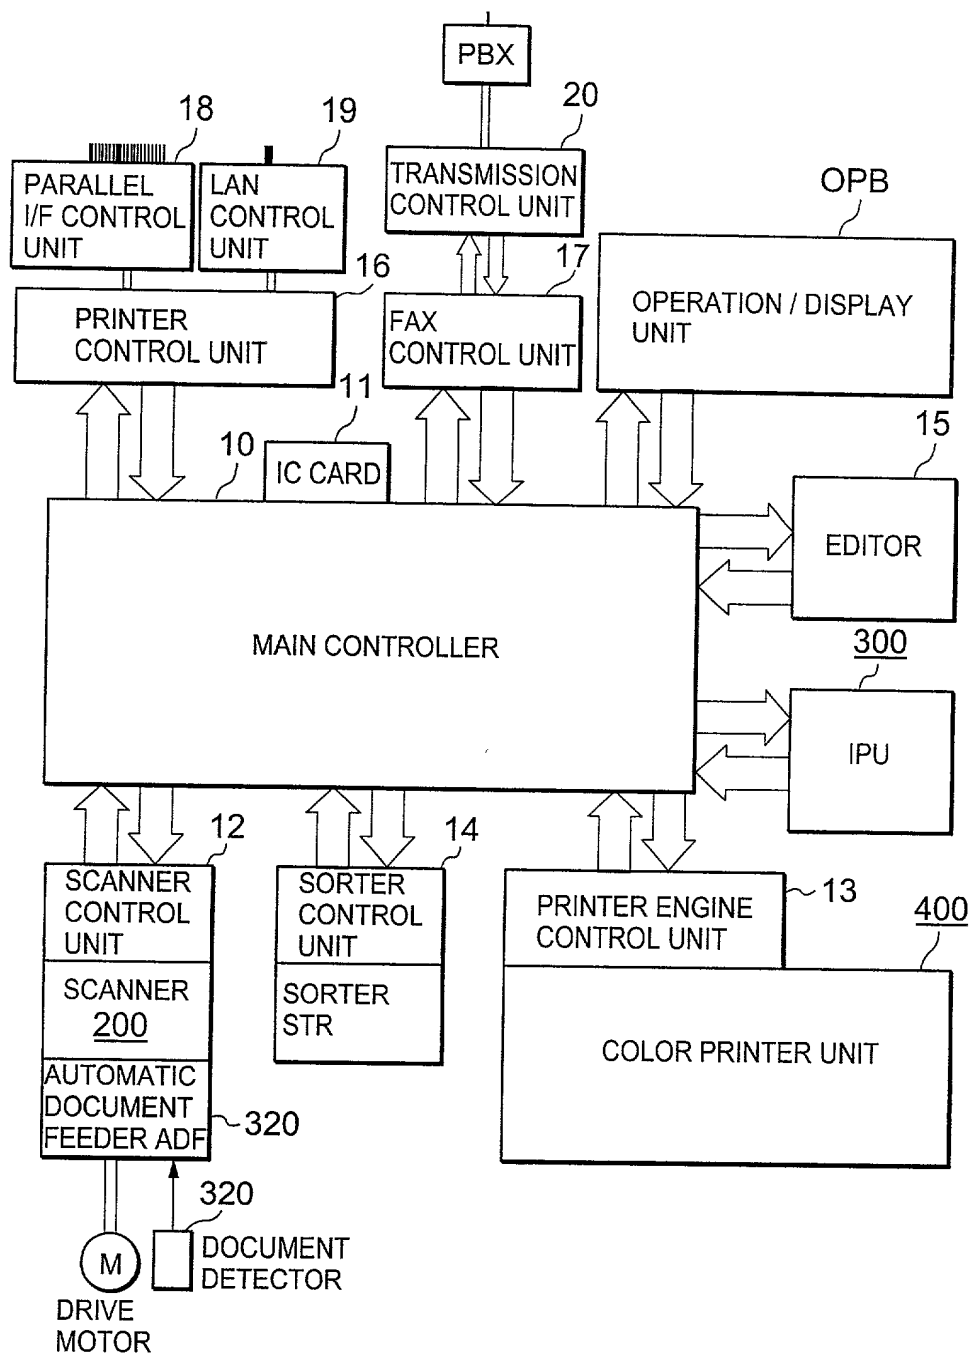 PBX
20
18
19
TRANSMISSION
CONTROL UNIT
OPB
PARALLEL
I/F CONTROL
UNIT
LAN
CONTROL
UNIT
16
17
PRINTER
CONTROL UNIT
FAX
CONTROL UNIT
OPERATION / DISPLAY
UNIT
11
10
IC CARD
15
EDITOR
MAIN CONTROLLER
300
IPU
12
14
13
400
SCANNER
CONTROL
UNIT
SORTER
CONTROL
UNIT
PRINTER ENGINE
CONTROL UNIT
SCANNER
200
SORTER
STR
COLOR PRINTER UNIT
AUTOMATIC
DOCUMENT
FEEDER ADF
320
320
M
DOCUMENT
DETECTOR
DRIVE
MOTOR